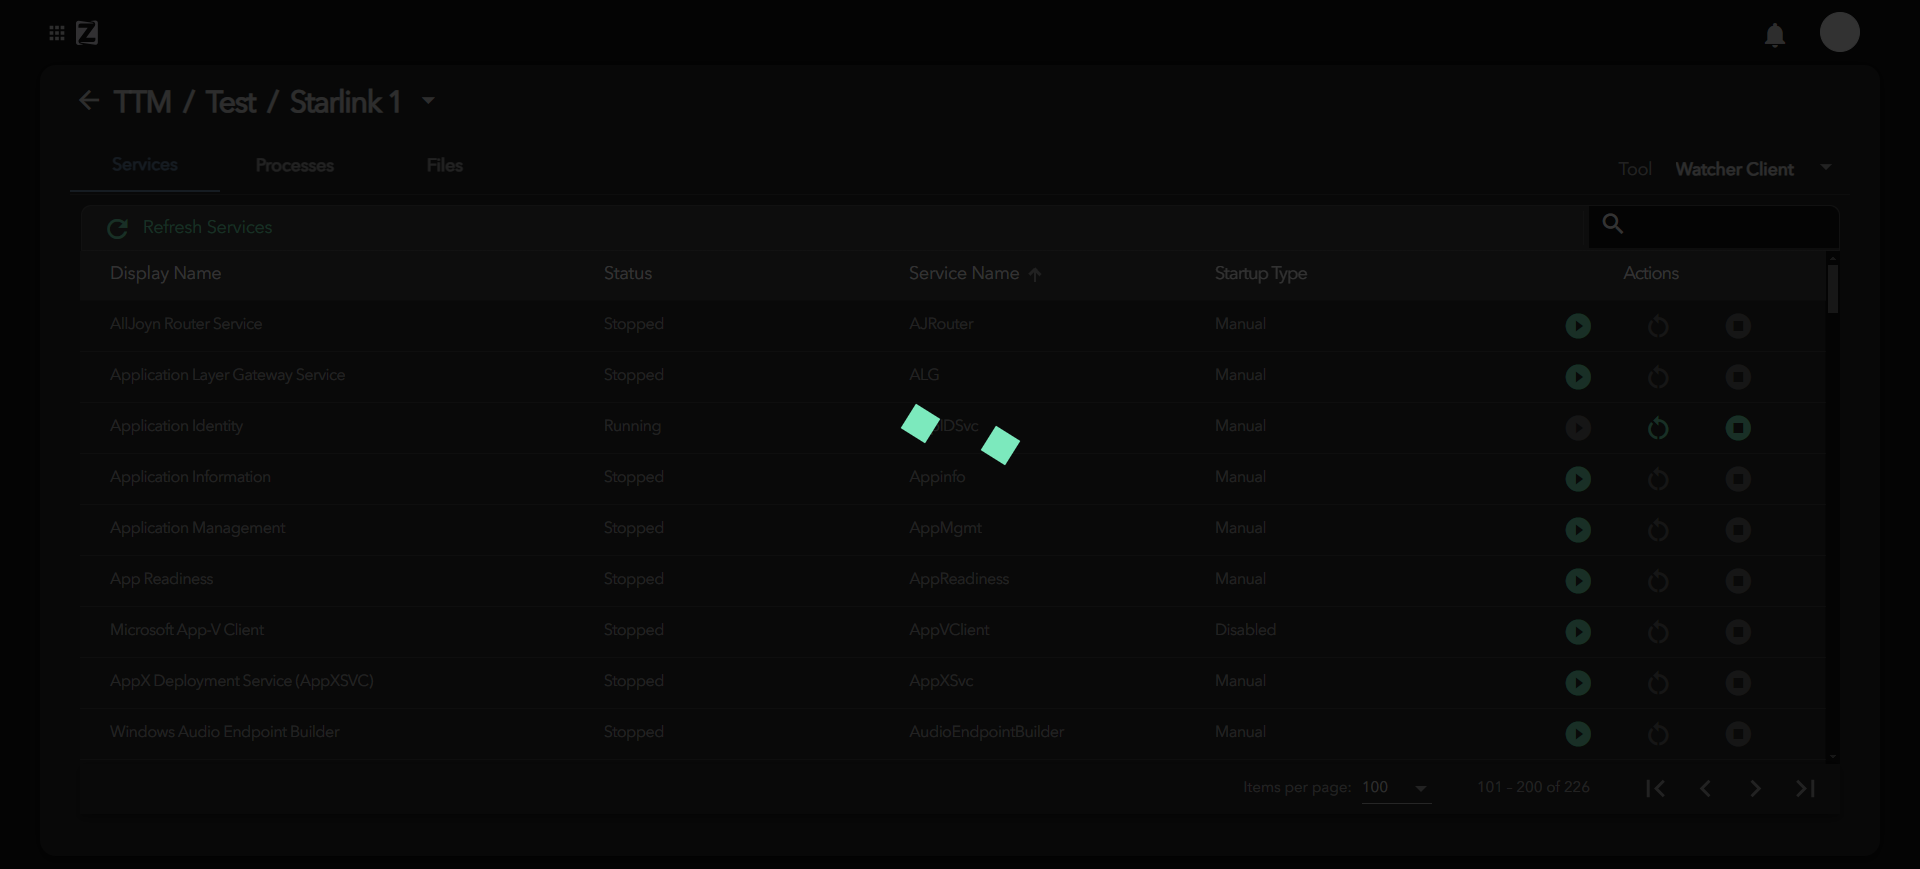 Z
TTM / Test / Starlink 1
Services Processes Files Tool Watcher Client
Refresh Services
Display Name Status Service Name Startup Type Actions
AllJoyn Router Service Stopped AJRouter Manual
Application Layer Gateway Service Stopped ALG Manual
Application Identity Running IDSvc Manual
Application Information Stopped Appinfo Manual
Application Management Stopped AppMgmt Manual
App Readiness Stopped AppReadiness Manual
Microsoft App-V Client Stopped AppVClient Disabled
AppX Deployment Service (AppXSVC) Stopped AppXSvc Manual
Windows Audio Endpoint Builder Stopped AudioEndpointBuilder Manual
Items per page: 100 101 - 200 of 226